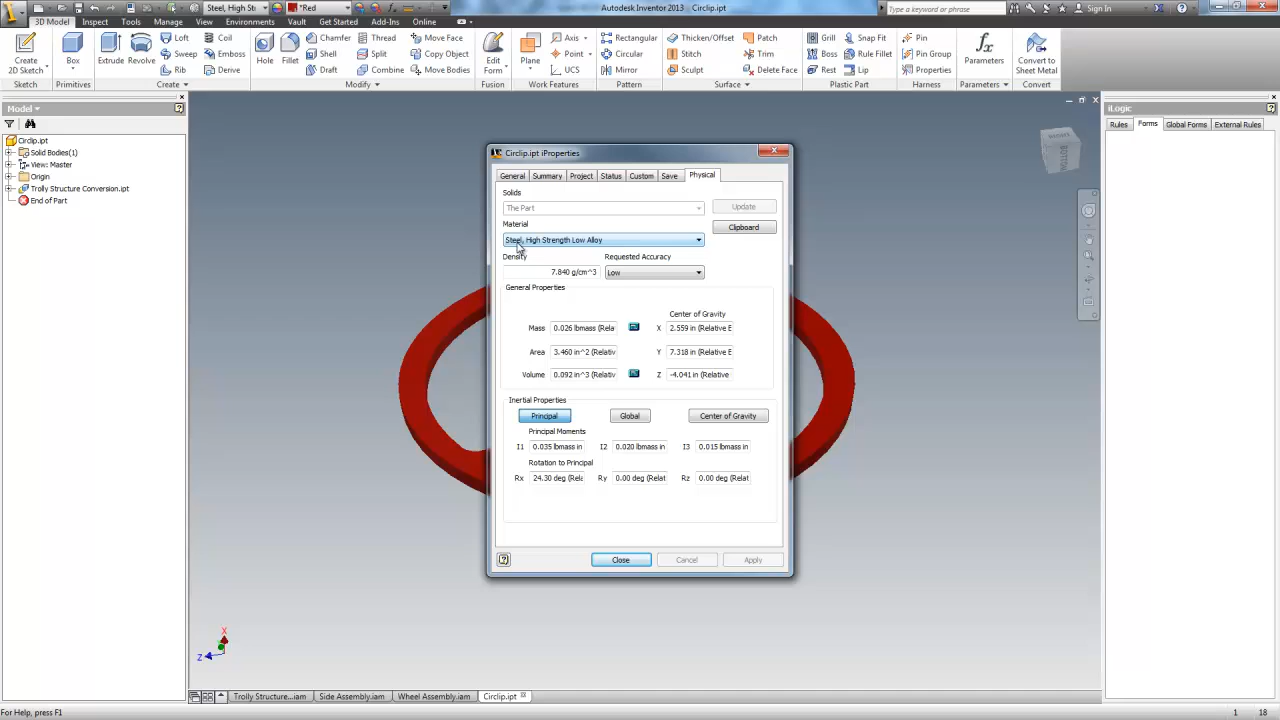 Steel, High St
*Red
Autodesk Inventor 2013 - Circlip.ipt
Type a keyword or phrase
Sign In
3D Model Inspect Tools Manage View Environments Vault Get Started Add-Ins Online
Create 2D Sketch
Box
Extrude Revolve
Loft Coil
Sweep Emboss
Rib Derive
Hole Fillet
Chamfer Thread Move Face
Shell Split Copy Object
Draft Combine Move Bodies
Edit Form
Plane
Axis
Point
UCS
Rectangular
Circular
Mirror
Thicken/Offset Patch
Stitch Trim
Sculpt Delete Face
Grill Snap Fit
Boss Rule Fillet
Rest Lip
Pin
Pin Group
Properties
Parameters
Convert to Sheet Metal
Sketch Primitives Create Modify Fusion Work Features Pattern Surface Plastic Part Harness Parameters Convert
Model
Circlip.ipt
Solid Bodies(1)
View: Master
Origin
Trolly Structure Conversion.ipt
End of Part
Circlip.ipt iProperties
General Summary Project Status Custom Save Physical
Solids
The Part
Update
Material
Clipboard
Steel, High Strength Low Alloy
Density
Requested Accuracy
7.840 g/cm^3
Low
General Properties
Center of Gravity
Mass 0.026 lbmass (Rela X 2.559 in (Relative E
Area 3.460 in^2 (Relativ Y 7.318 in (Relative E
Volume 0.092 in^3 (Relativ Z -4.041 in (Relative
Inertial Properties
Principal Global Center of Gravity
Principal Moments
I1 0.035 lbmass in I2 0.020 lbmass in I3 0.015 lbmass in
Rotation to Principal
Rx 24.30 deg (Rela Ry 0.00 deg (Relat Rz 0.00 deg (Relat
Close Cancel Apply
BOTTOM
iLogic
Rules Forms Global Forms External Rules
X
Z
Trolly Structure...iam Side Assembly.iam Wheel Assembly.iam Circlip.ipt
For Help, press F1
1 18